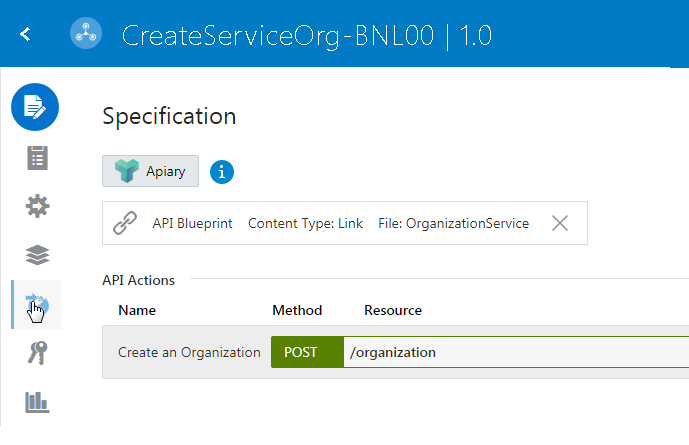 CreateServiceOrg-BNL00 | 1.0
Specification
Apiary
i
API Blueprint Content Type: Link File: OrganizationService
API Actions
Name Method Resource
Create an Organization POST /organization